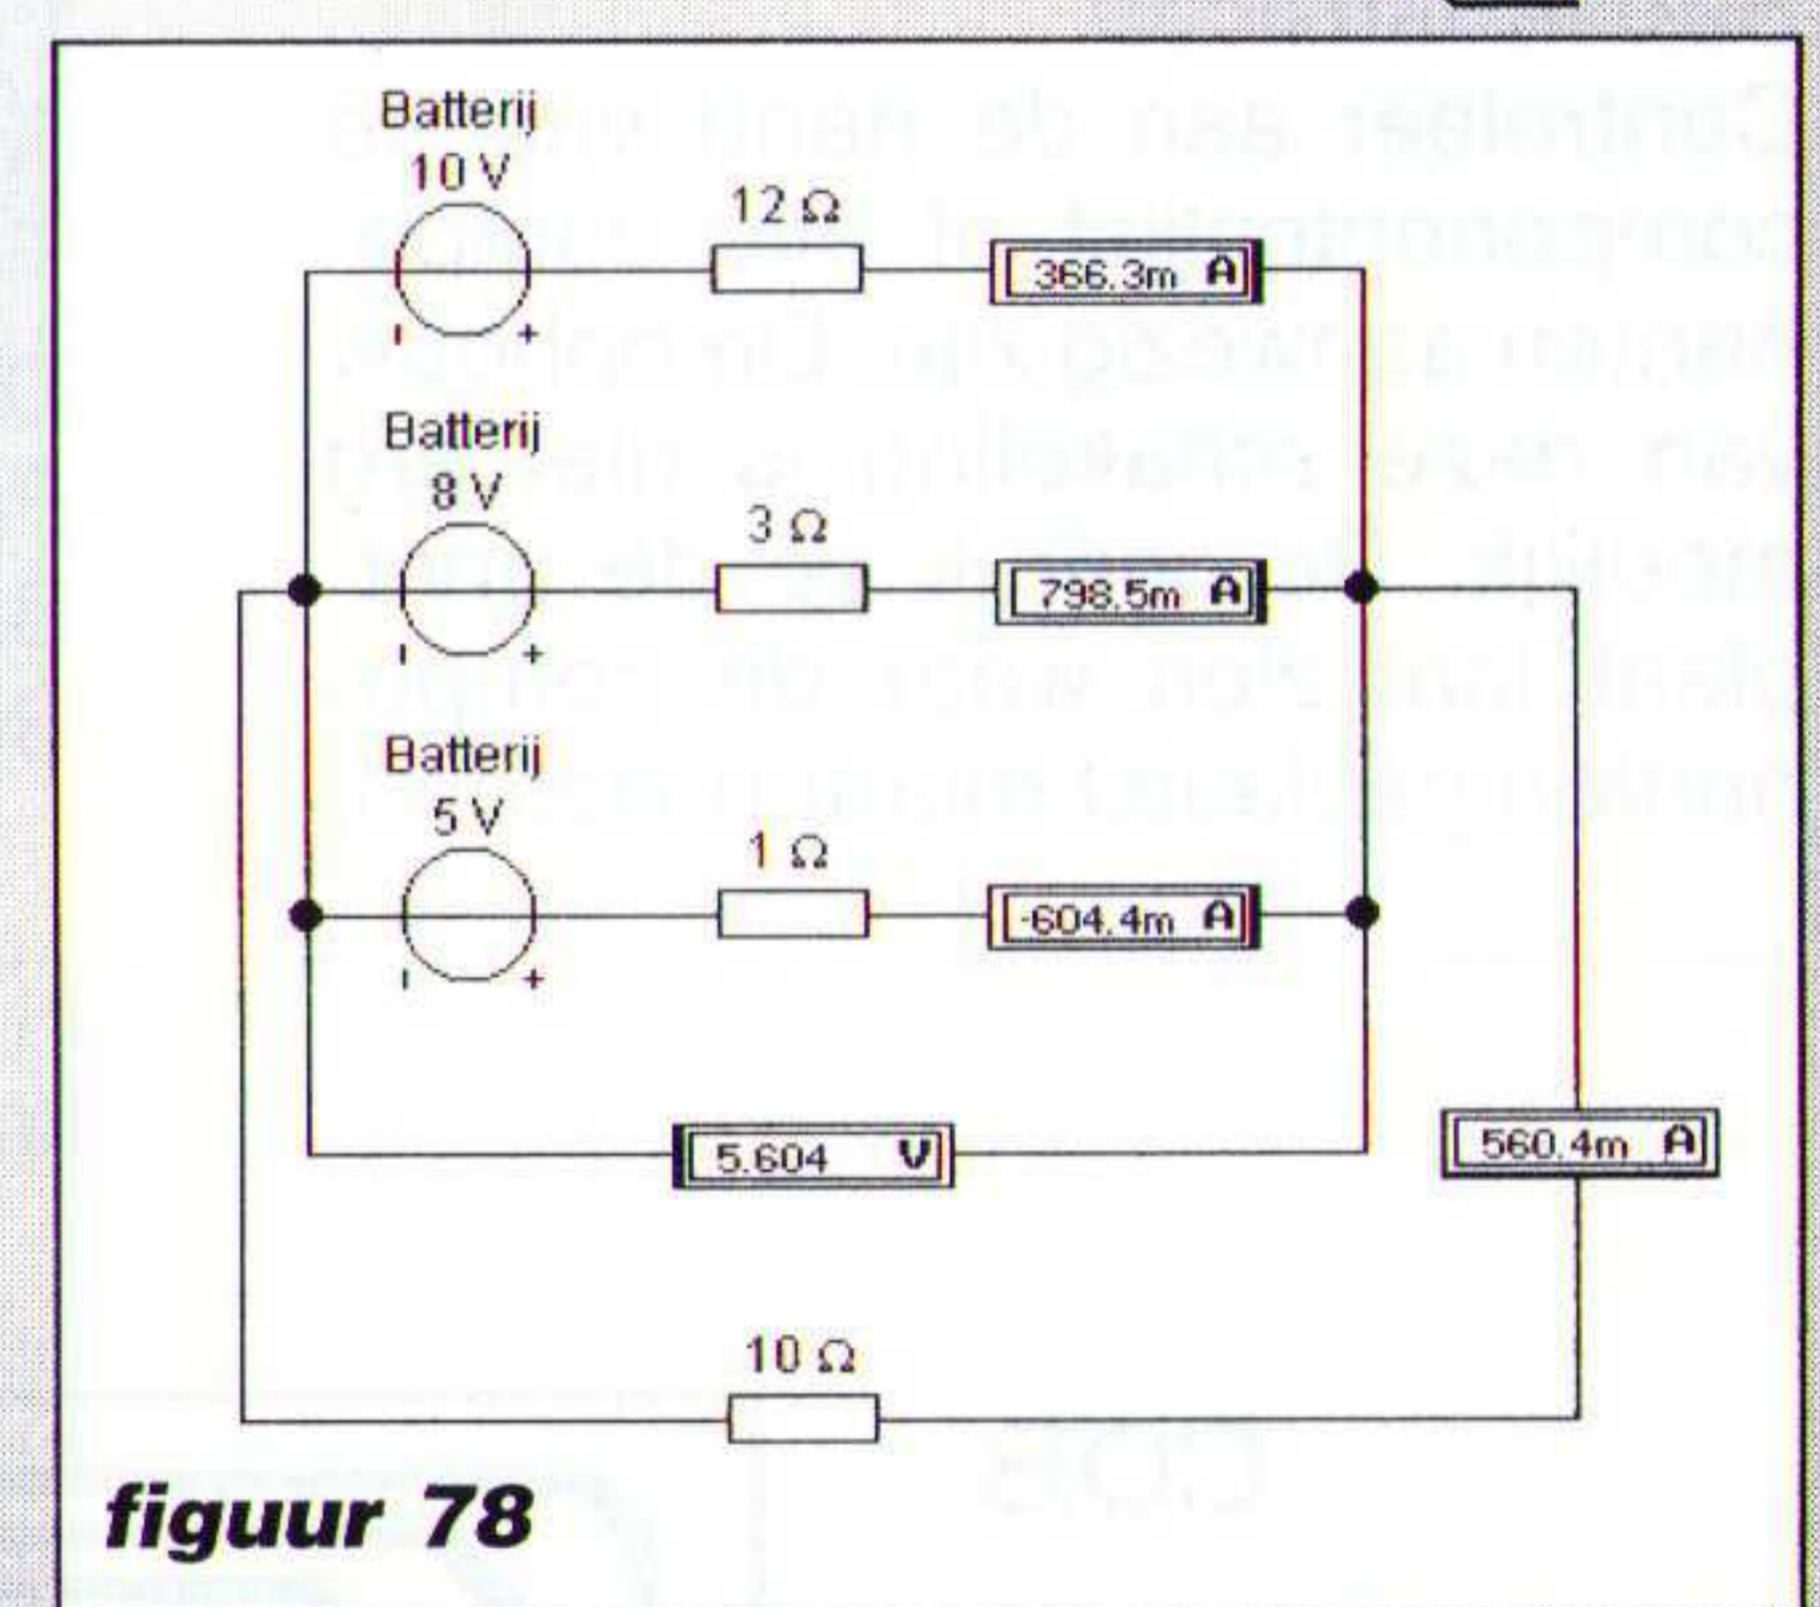 Batterij
10 V
12 Ω
366.3m A
- +
Batterij
8 V
3 Ω
798.5m A
- +
Batterij
5 V
1 Ω
-604.4m A
- +
5.604 V
560.4m A
10 Ω
figuur 78